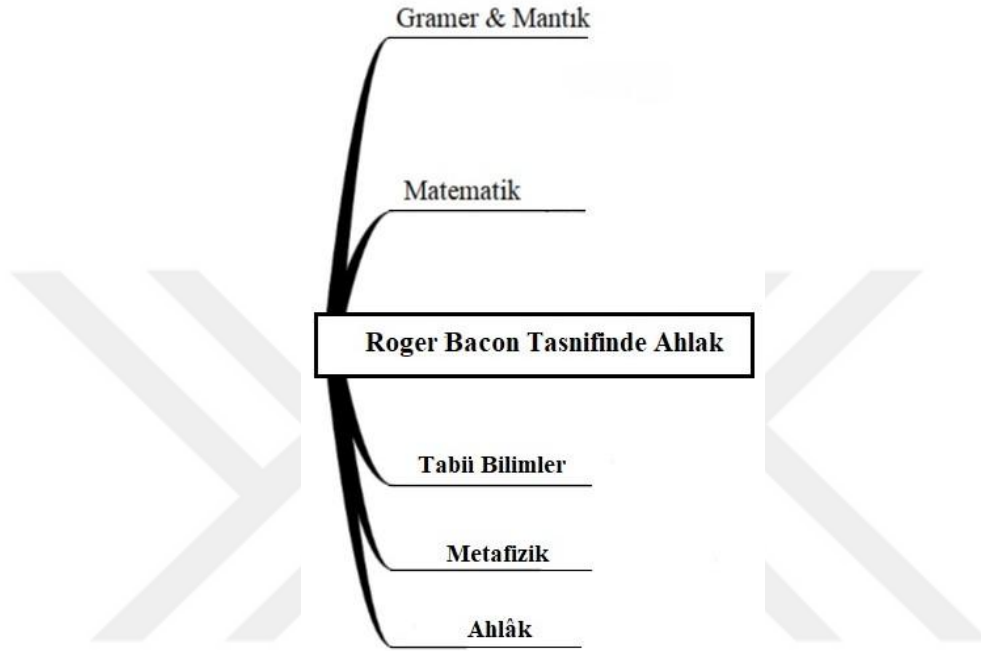 Gramer & Mantık
Matematik
Roger Bacon Tasnifinde Ahlak
Tabii Bilimler
Metafizik
Ahlâk